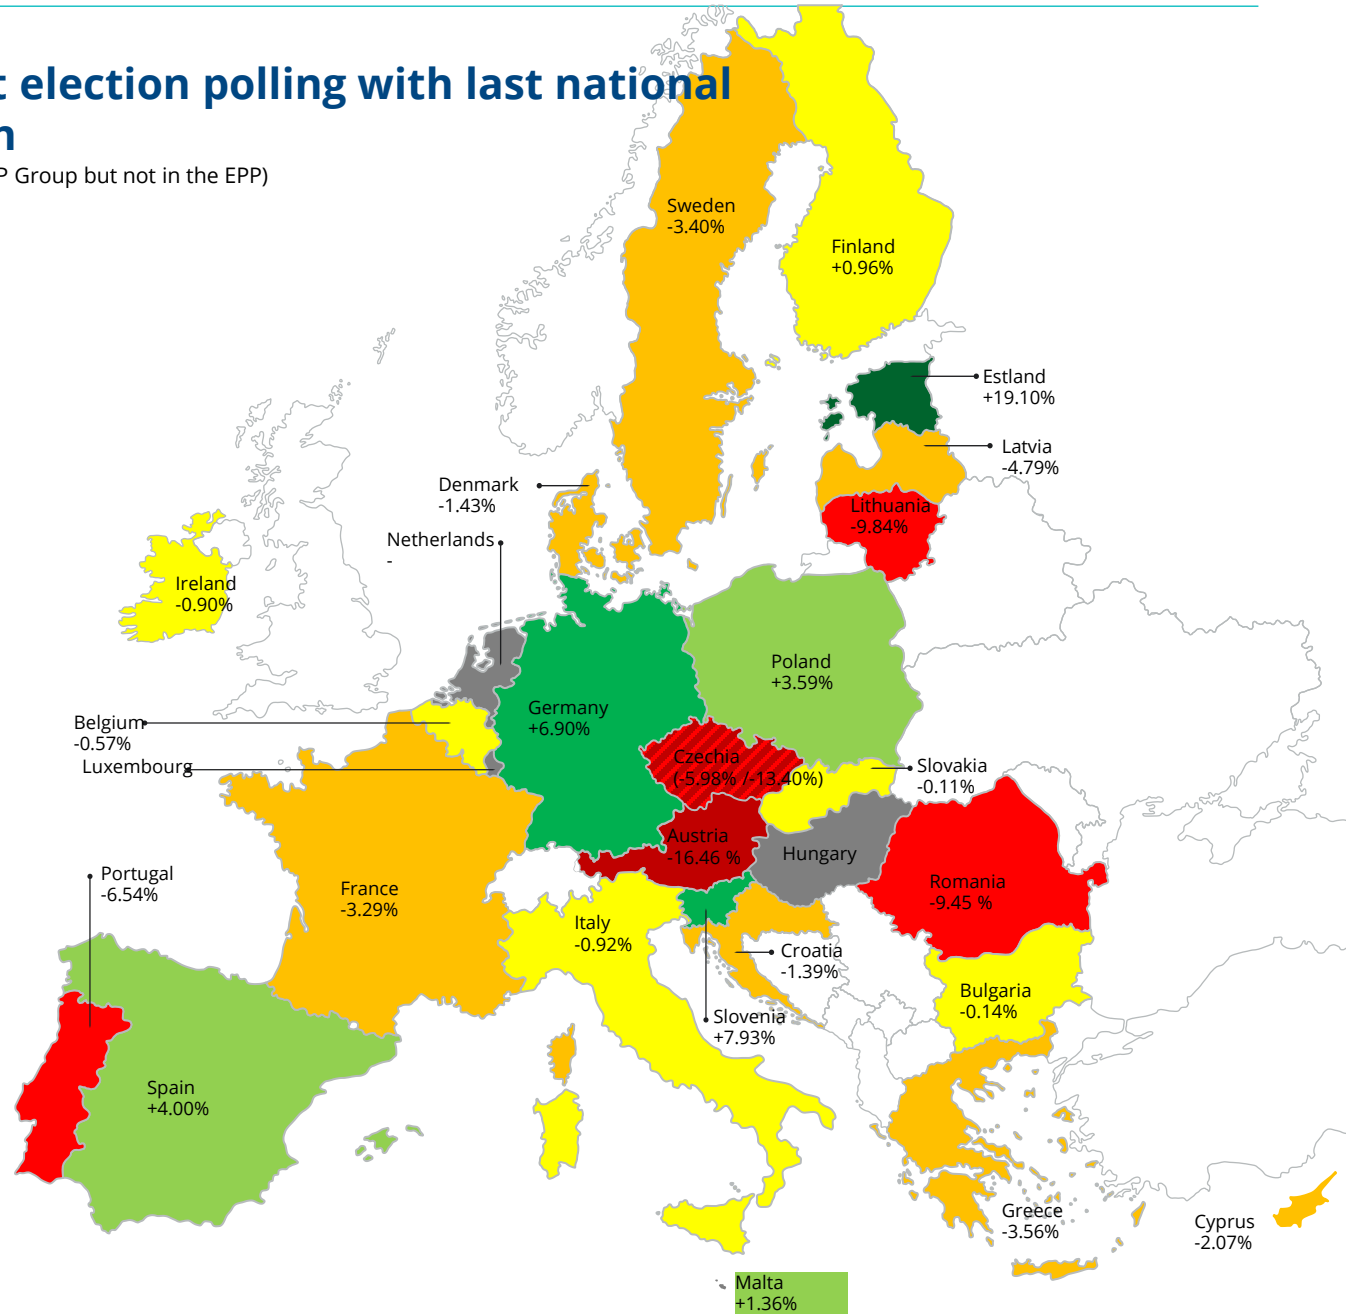 t election polling with last national
n
P Group but not in the EPP)
Sweden
-3.40%
Finland
+0.96%
Estland
+19.10%
Latvia
-4.79%
Denmark
-1.43%
Lithuania
-9.84%
Netherlands
-
Ireland
-0.90%
Poland
+3.59%
Germany
+6.90%
Belgium
-0.57%
Luxembourg
Czechia
(-5.98% /-13.40%)
Slovakia
-0.11%
Austria
-16.46 %
Hungary
Portugal
-6.54%
France
-3.29%
Romania
-9.45 %
Italy
-0.92%
Croatia
-1.39%
Bulgaria
-0.14%
Slovenia
+7.93%
Spain
+4.00%
Greece
-3.56%
Cyprus
-2.07%
Malta
+1.36%